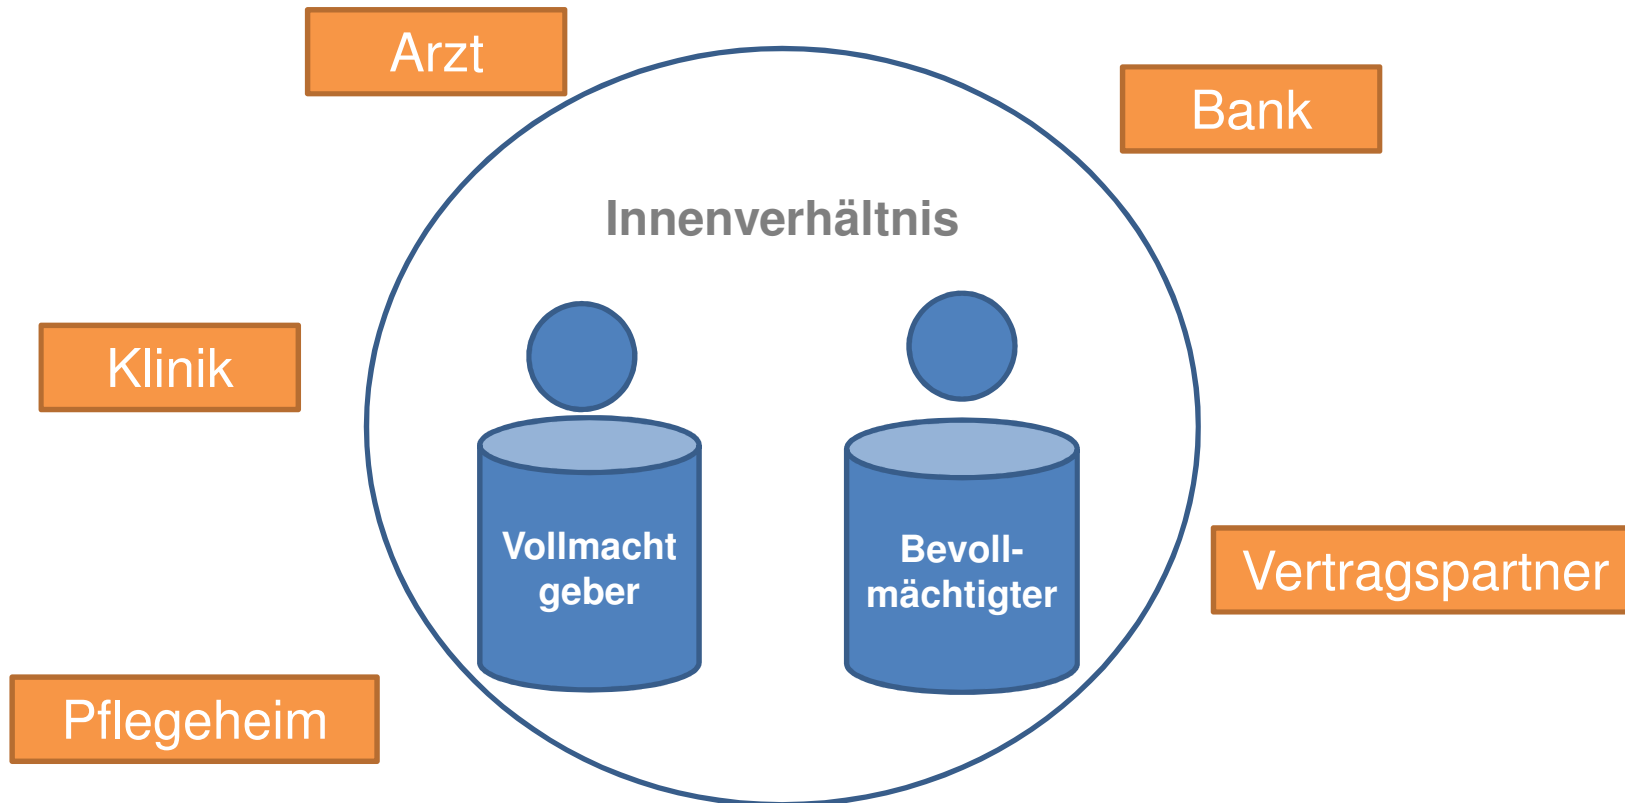 Arzt
Bank
Innenverhältnis
Klinik
Vollmacht
geber
Bevoll-
mächtigter
Vertragspartner
Pflegeheim